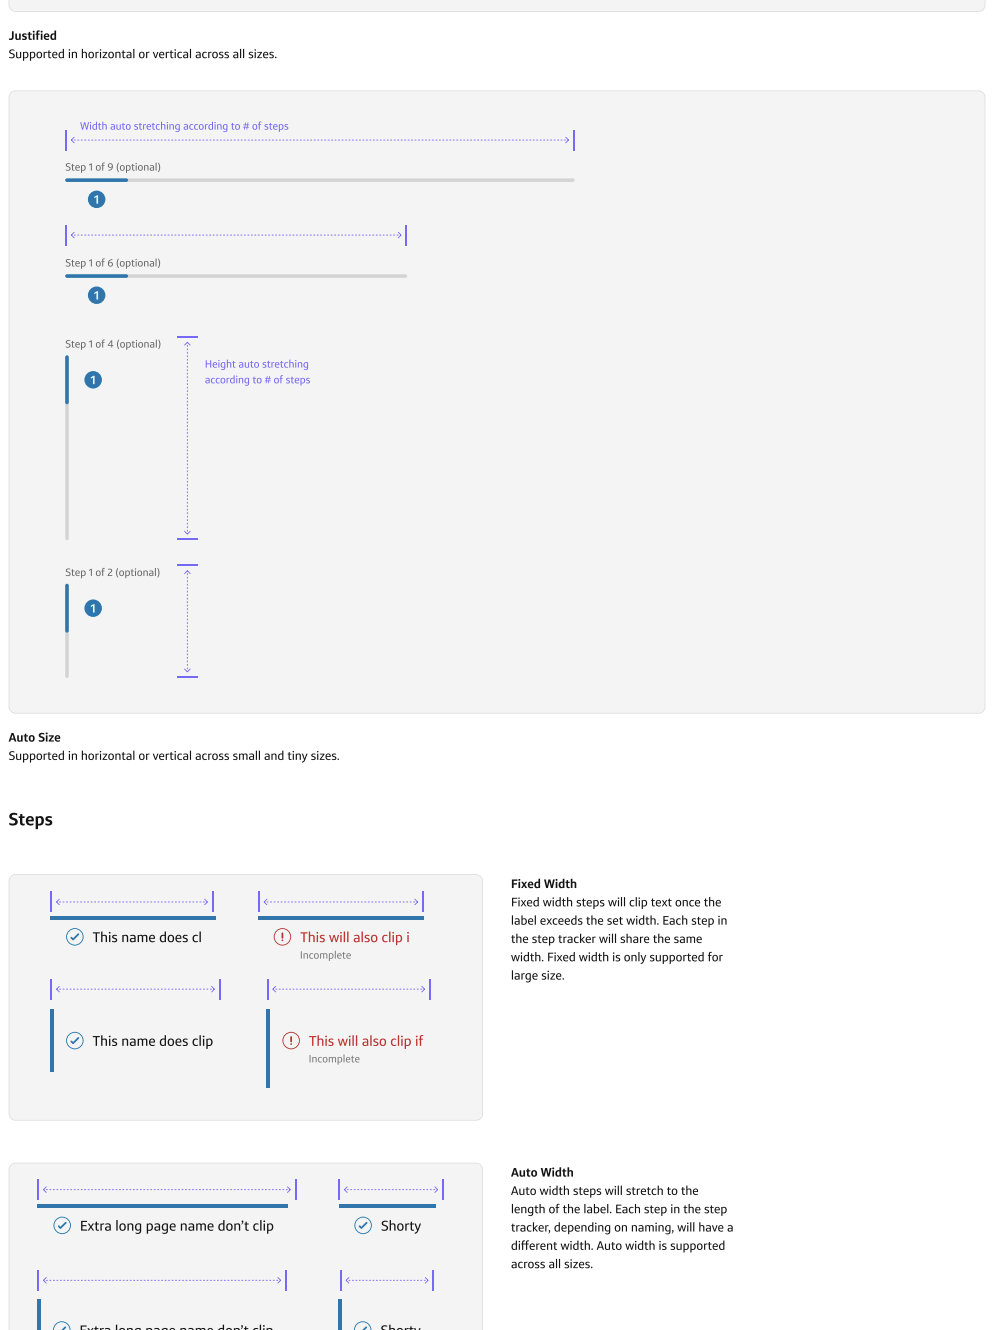 Justified
Supported in horizontal or vertical across all sizes.
Width auto stretching according to # of steps
Step 1 of 9 (optional)
1
Step 1 of 6 (optional)
1
Step 1 of 4 (optional)
1
Height auto stretching
according to # of steps
Step 1 of 2 (optional)
1
Auto Size
Supported in horizontal or vertical across small and tiny sizes.
Steps
This name does cl
This will also clip i
Incomplete
This name does clip
This will also clip if
Incomplete
Fixed Width
Fixed width steps will clip text once the
label exceeds the set width. Each step in
the step tracker will share the same
width. Fixed width is only supported for
large size.
Extra long page name don’t clip
Shorty
Extra long page name don’t clip
Shorty
Auto Width
Auto width steps will stretch to the
length of the label. Each step in the step
tracker, depending on naming, will have a
different width. Auto width is supported
across all sizes.